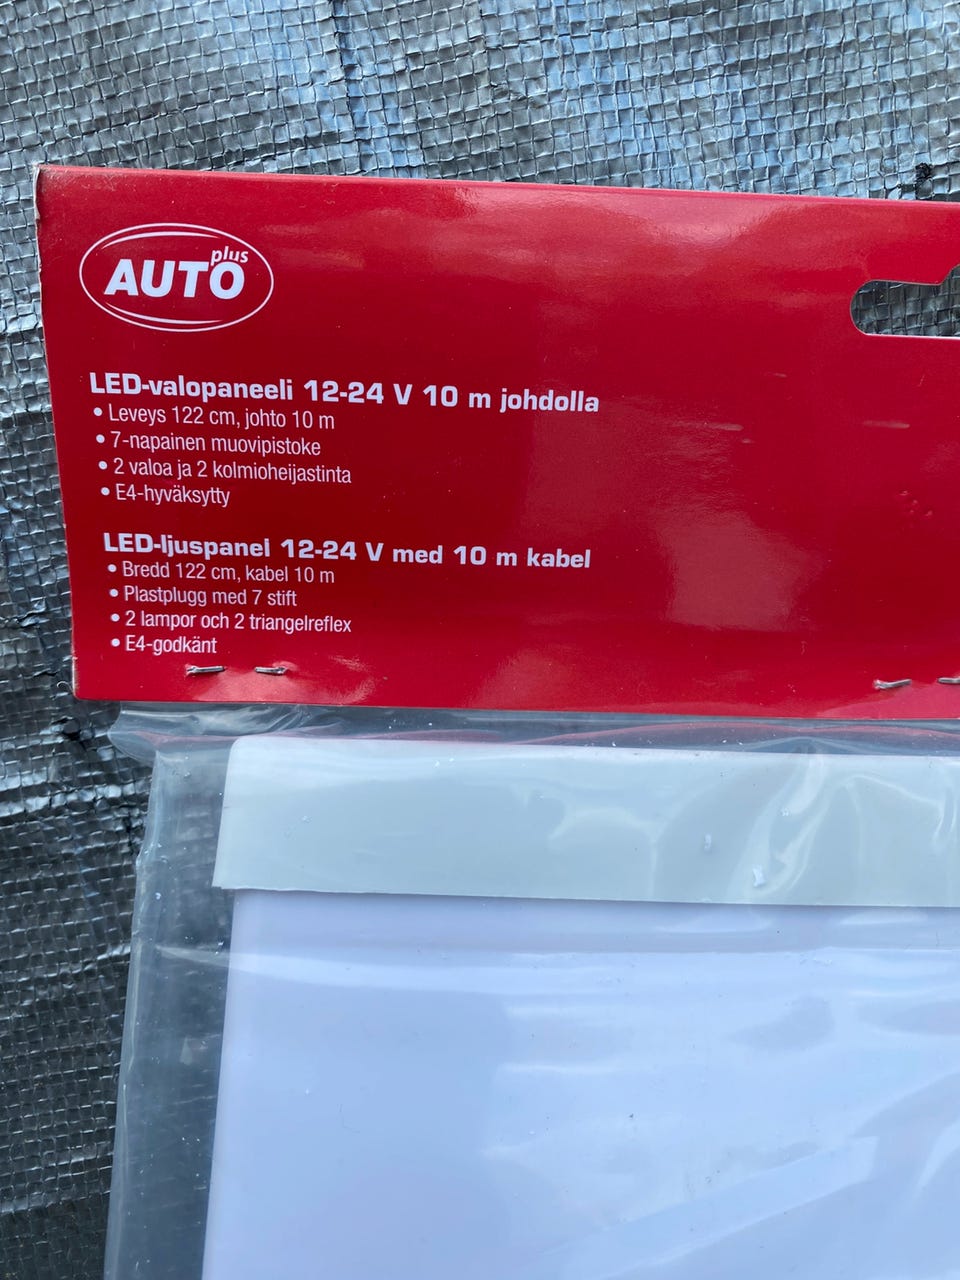 AUTO plus
LED-valopaneeli 12-24 V 10 m johdolla
• Leveys 122 cm, johto 10 m
• 7-napainen muovipistoke
• 2 valoa ja 2 kolmioheijastinta
• E4-hyväksytty
LED-ljuspanel 12-24 V med 10 m kabel
• Bredd 122 cm, kabel 10 m
• Plastplugg med 7 stift
• 2 lampor och 2 triangelreflex
• E4-godkänt